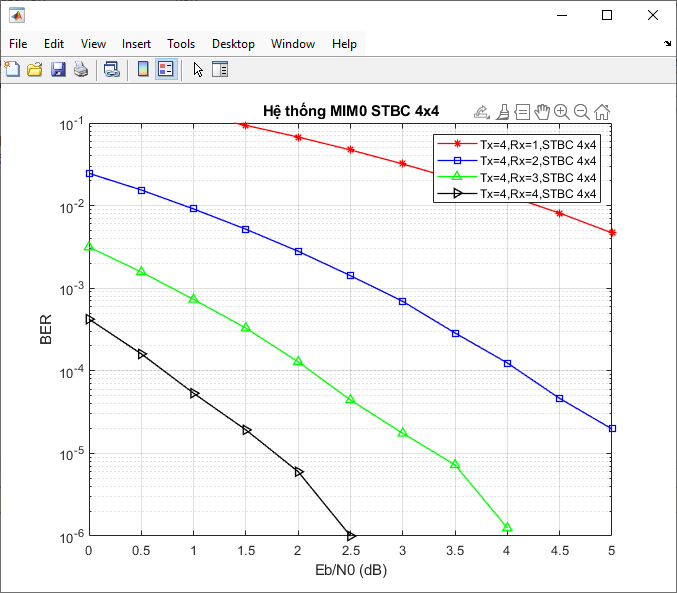 File Edit View Insert Tools Desktop Window Help
Hệ thống MIM0 STBC 4x4
Tx=4,Rx=1,STBC 4x4
Tx=4,Rx=2,STBC 4x4
Tx=4,Rx=3,STBC 4x4
Tx=4,Rx=4,STBC 4x4
10^-1
10^-2
10^-3
10^-4
10^-5
10^-6
BER
0 0.5 1 1.5 2 2.5 3 3.5 4 4.5 5
Eb/N0 (dB)